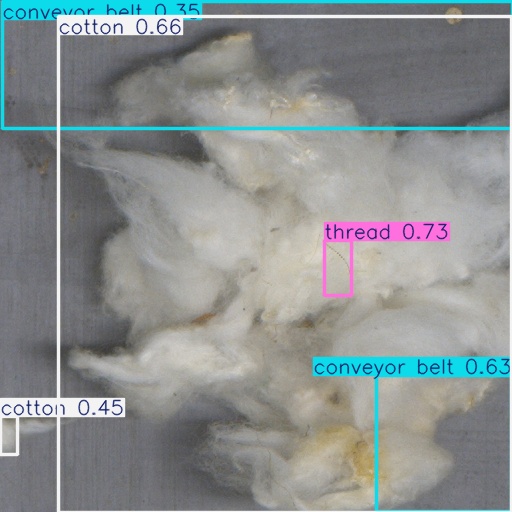 conveyor belt 0.35
cotton 0.66
thread 0.73
conveyor belt 0.63
cotton 0.45